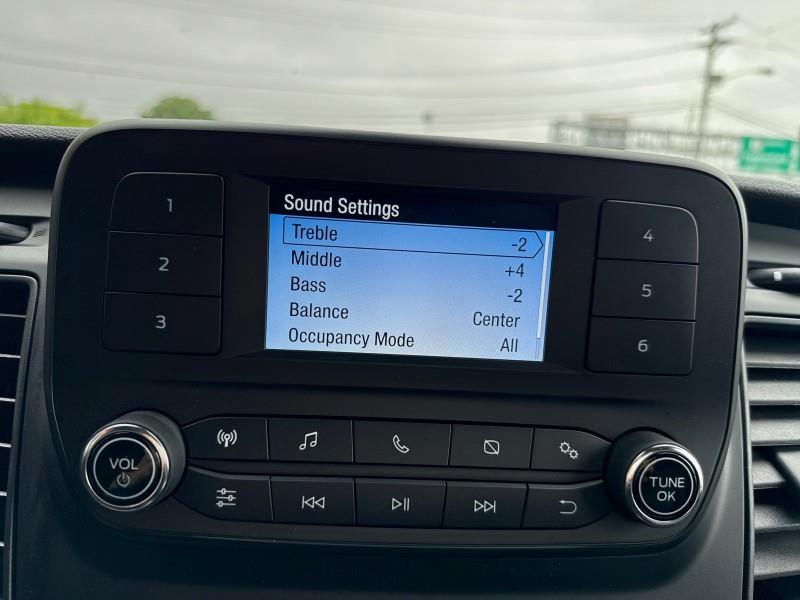 Sound Settings
Treble -2
Middle +4
Bass -2
Balance Center
Occupancy Mode All
1
2
3
4
5
6
VOL
TUNE
OK